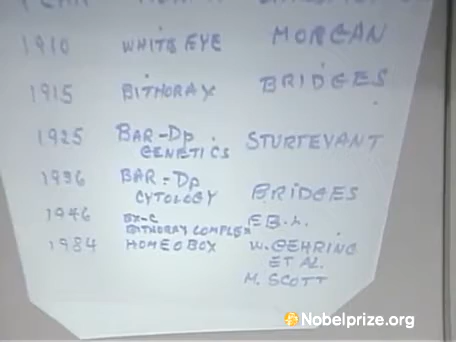 1910 WHITE EYE MORGAN
1915 BITHORAX BRIDGES
1925 BAR-Dp GENETICS STURTEVANT
1936 BAR-Dp CYTOLOGY BRIDGES
1946 BX-C BITHORAX COMPLEX E.B.L.
1984 HOMEOBOX W. GEHRING ET AL.
M. SCOTT
Nobelprize.org